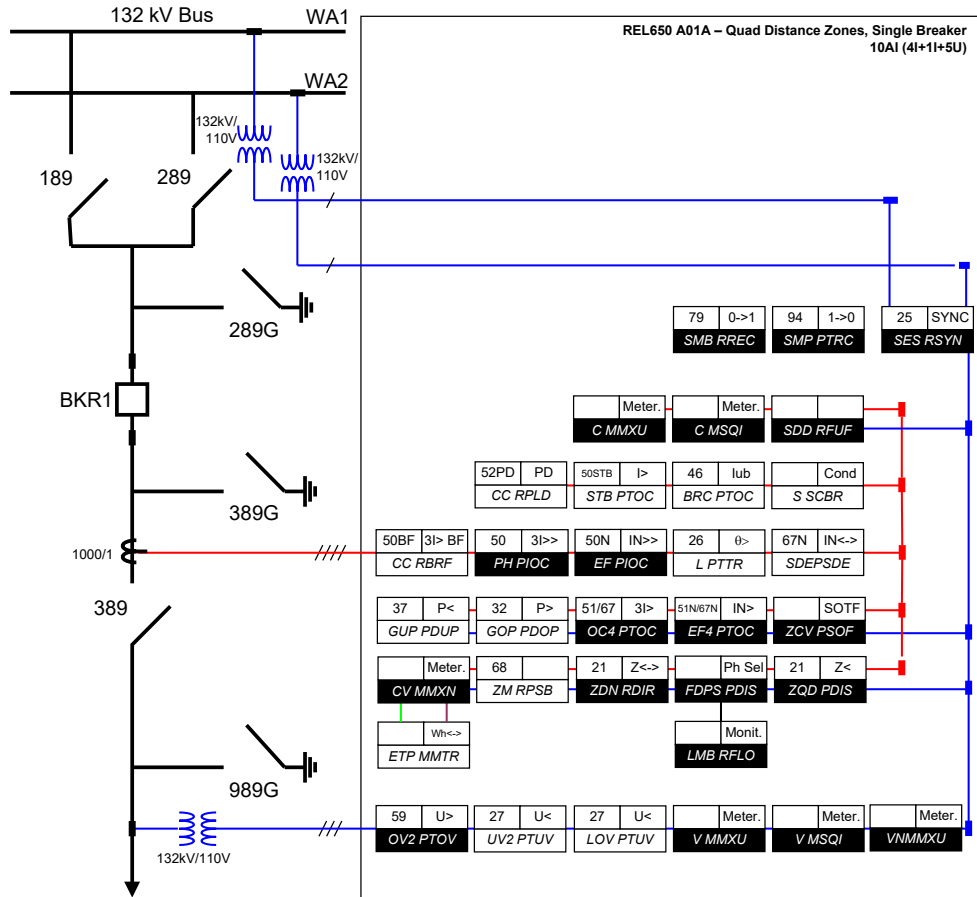 132 kV Bus
WA1
REL650 A01A – Quad Distance Zones, Single Breaker
10AI (4I+1I+5U)
WA2
132kV/
110V
132kV/
110V
189
289
289G
79 0->1
SMB RREC
94 1->0
SMP PTRC
25 SYNC
SES RSYN
BKR1
Meter.
C MMXU
Meter.
C MSQI
SDD RFUF
52PD PD
CC RPLD
50STB I>
STB PTOC
46 Iub
BRC PTOC
Cond
S SCBR
389G
1000/1
50BF 3I> BF
CC RBRF
50 3I>>
PH PIOC
50N IN>>
EF PIOC
26 θ>
L PTTR
67N IN<->
SDEPSDE
389
37 P<
GUP PDUP
32 P>
GOP PDOP
51/67 3I>
OC4 PTOC
51N/67N IN>
EF4 PTOC
SOTF
ZCV PSOF
Meter.
CV MMXN
68
ZM RPSB
21 Z<->
ZDN RDIR
Ph Sel
FDPS PDIS
21 Z<
ZQD PDIS
Wh<->
ETP MMTR
Monit.
LMB RFLO
989G
132kV/110V
59 U>
OV2 PTOV
27 U<
UV2 PTUV
27 U<
LOV PTUV
Meter.
V MMXU
Meter.
V MSQI
Meter.
VNMMXU